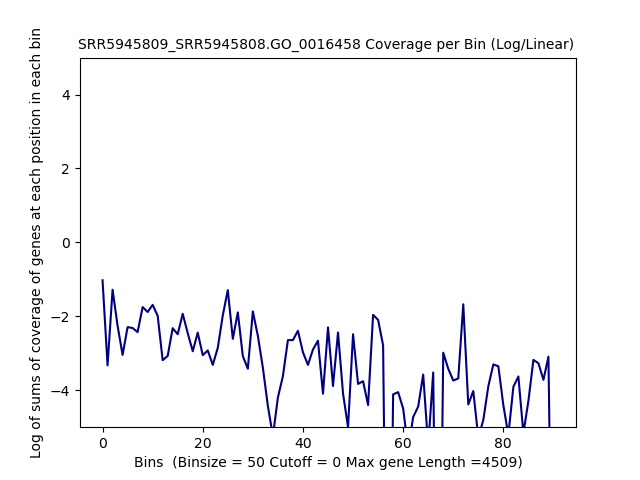 SRR5945809_SRR5945808.GO_0016458 Coverage per Bin (Log/Linear)
Log of sums of coverage of genes at each position in each bin
4
2
0
−2
−4
0 20 40 60 80
Bins  (Binsize = 50 Cutoff = 0 Max gene Length =4509)